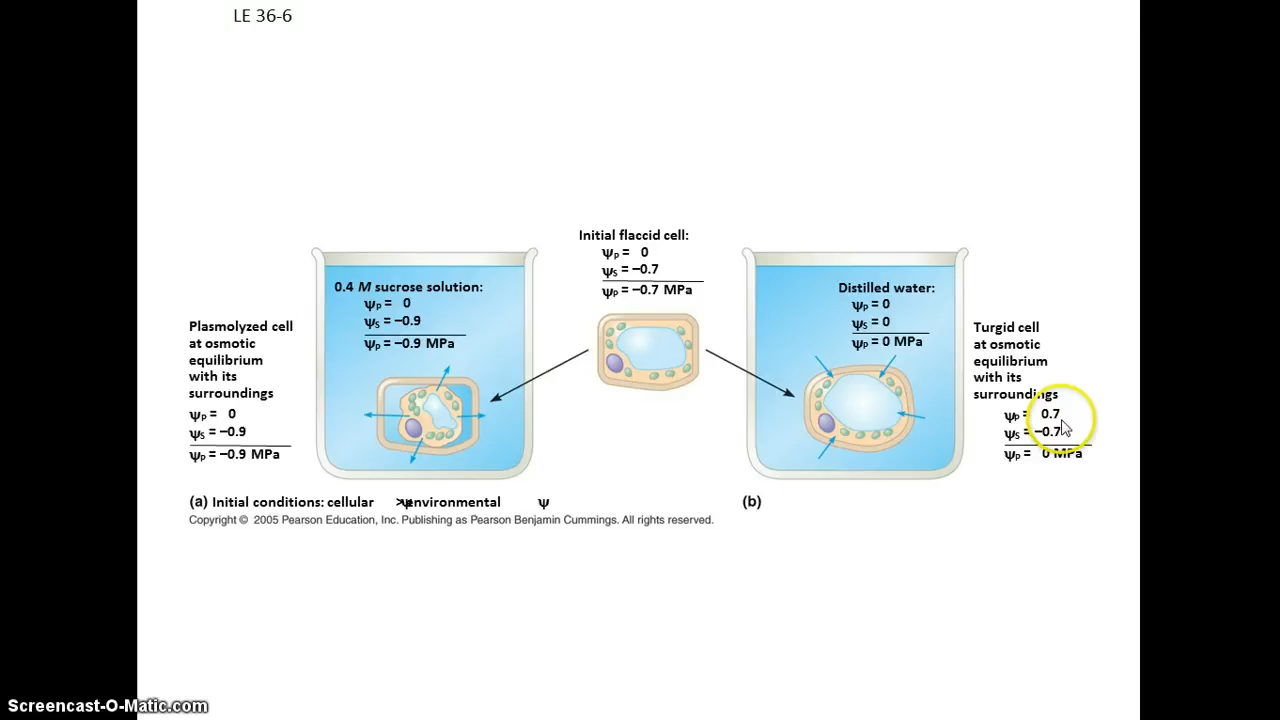 LE 36-6
Initial flaccid cell:
ψP = 0
ψS = –0.7
ψP = –0.7 MPa
0.4 M sucrose solution:
ψP = 0
ψS = –0.9
ψP = –0.9 MPa
Distilled water:
ψP = 0
ψS = 0
ψP = 0 MPa
Plasmolyzed cell
at osmotic
equilibrium
with its
surroundings
ψP = 0
ψS = –0.9
ψP = –0.9 MPa
Turgid cell
at osmotic
equilibrium
with its
surroundings
ψP = 0.7
ψS = –0.7
ψP = 0 MPa
(a) Initial conditions: cellular >ψ environmental ψ
(b)
Copyright © 2005 Pearson Education, Inc. Publishing as Pearson Benjamin Cummings. All rights reserved.
Screencast-O-Matic.com